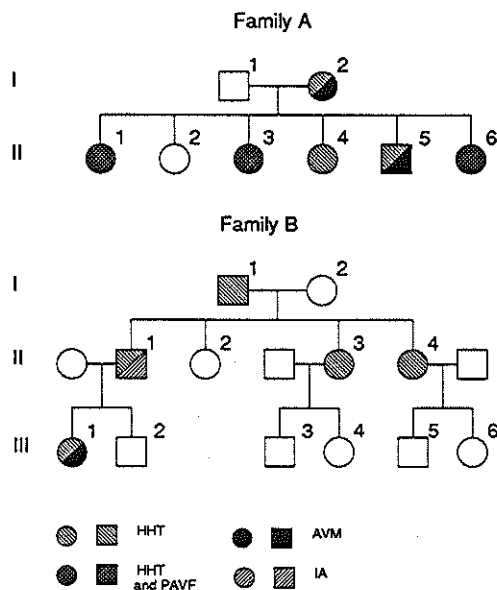 Family A
I
1 2
II
1 2 3 4 5 6
Family B
I
1 2
II
1 2 3 4
III
1 2 3 4 5 6
HHT AVM
HHT and PAVF IA